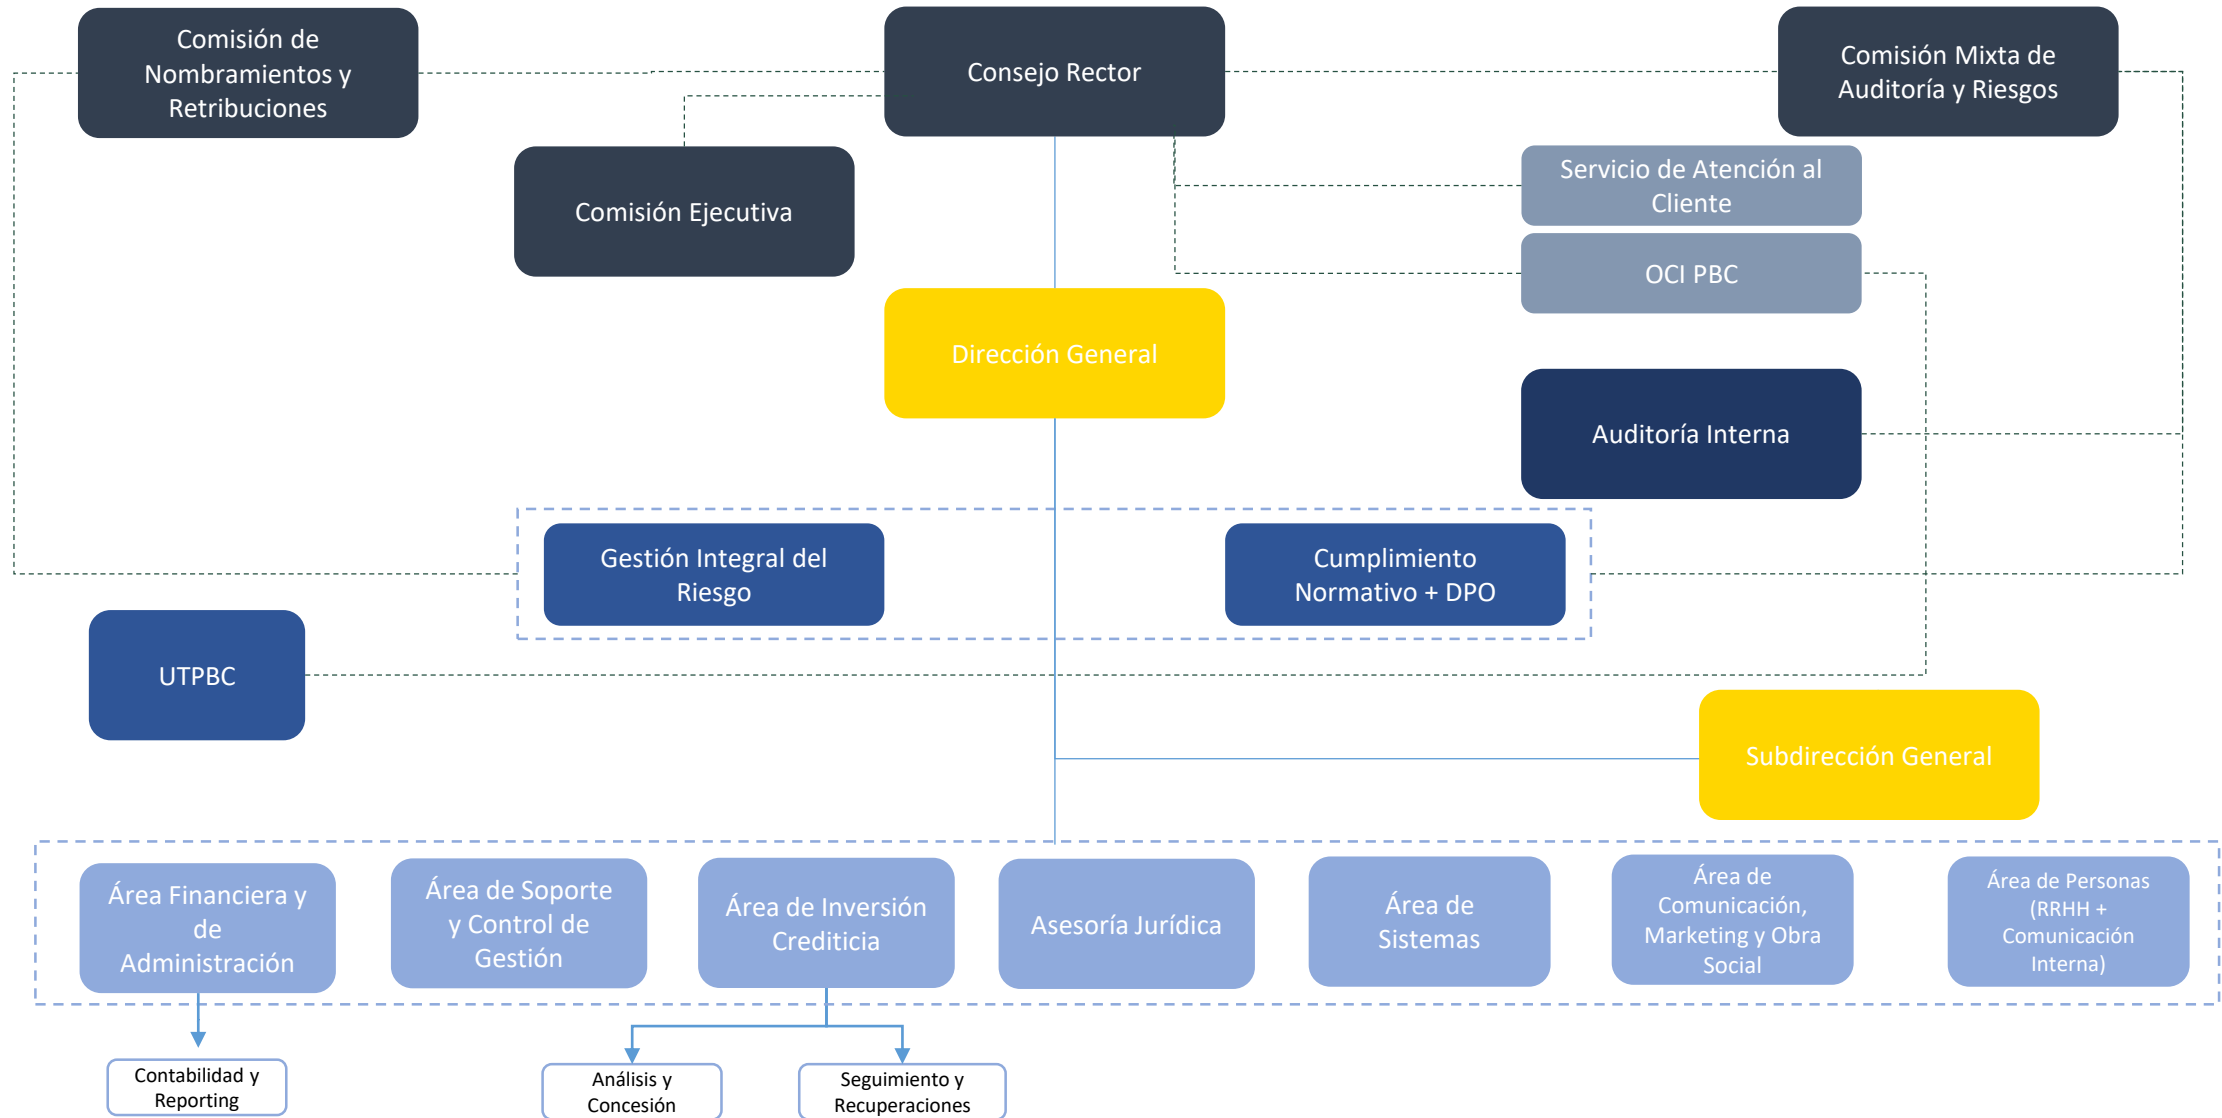 Comisión de
Nombramientos y
Retribuciones
Consejo Rector
Comisión Mixta de
Auditoría y Riesgos
Comisión Ejecutiva
Servicio de Atención al
Cliente
OCI PBC
Dirección General
Auditoría Interna
Gestión Integral del
Riesgo
Cumplimiento
Normativo + DPO
UTPBC
Subdirección General
Área Financiera y
de
Administración
Área de Soporte
y Control de
Gestión
Área de Inversión
Crediticia
Asesoría Jurídica
Área de
Sistemas
Área de
Comunicación,
Marketing y Obra
Social
Área de Personas
(RRHH +
Comunicación
Interna)
Contabilidad y
Reporting
Análisis y
Concesión
Seguimiento y
Recuperaciones